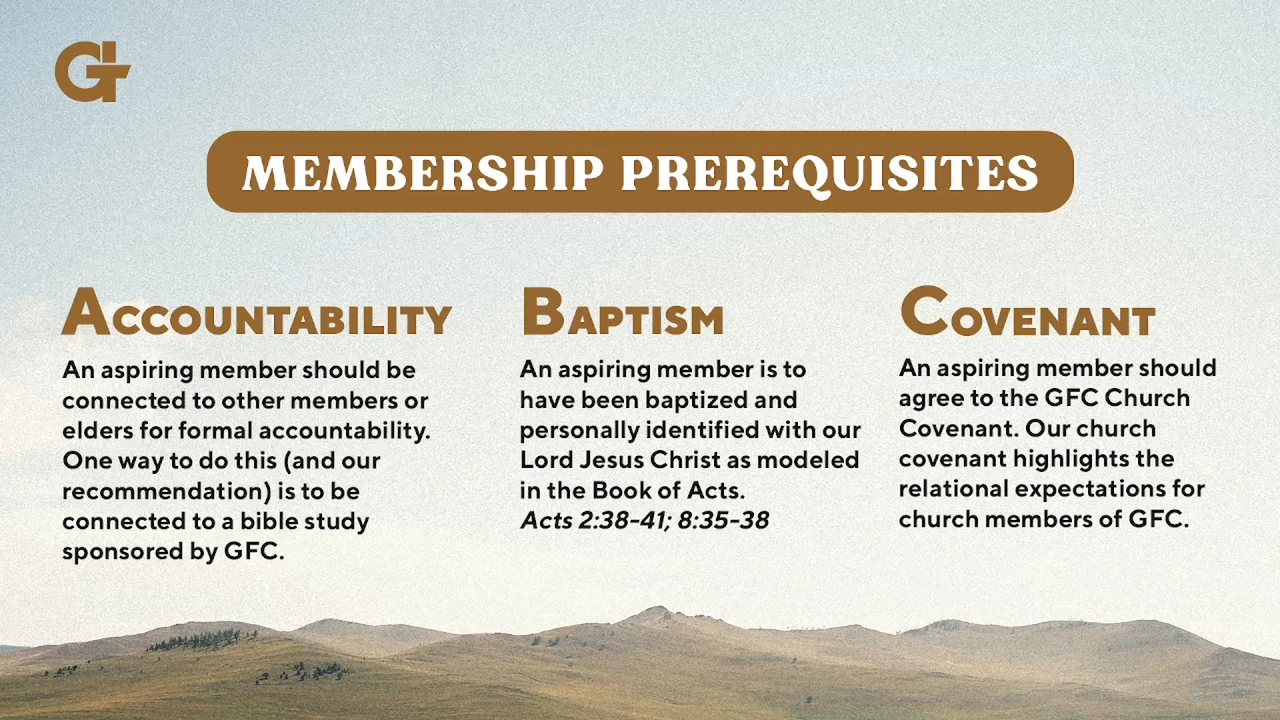 MEMBERSHIP PREREQUISITES
ACCOUNTABILITY
An aspiring member should be
connected to other members or
elders for formal accountability.
One way to do this (and our
recommendation) is to be
connected to a bible study
sponsored by GFC.
BAPTISM
An aspiring member is to
have been baptized and
personally identified with our
Lord Jesus Christ as modeled
in the Book of Acts.
Acts 2:38-41; 8:35-38
COVENANT
An aspiring member should
agree to the GFC Church
Covenant. Our church
covenant highlights the
relational expectations for
church members of GFC.